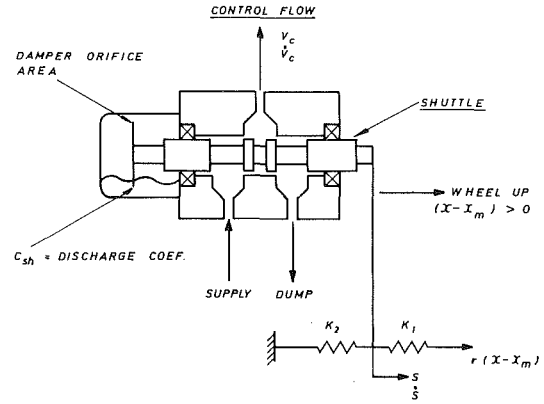 CONTROL FLOW
V_c
V̇_c
DAMPER ORIFICE
AREA
SHUTTLE
WHEEL UP
(x-x_m) > 0
C_sh = DISCHARGE COEF.
SUPPLY
DUMP
K_2
K_1
r (x-x_m)
S
Ṡ